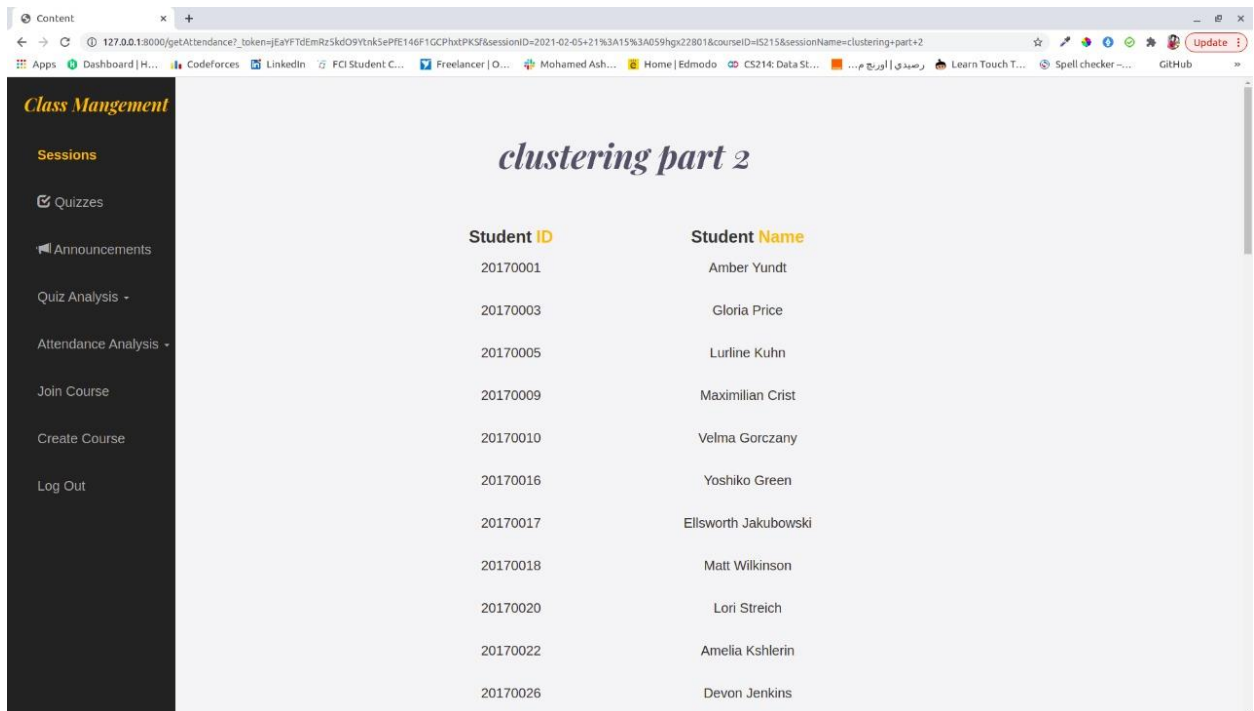 Content
127.0.0.1:8000/getAttendance?_token=jEaYFTdEmRz5kdO9Ytnk5ePfE146F1GCPhxtPKSf&sessionID=2021-02-05+21%3A15%3A059hgx22801&courseID=IS215&sessionName=clustering+part+2
Update
Apps Dashboard | H... Codeforces LinkedIn FCI Student C... Freelancer | O... Mohamed Ash... Home | Edmodo CS214: Data St... رصيدي | اورنچ م... Learn Touch T... Spell checker –... GitHub »
Class Mangement
Sessions
Quizzes
Announcements
Quiz Analysis
Attendance Analysis
Join Course
Create Course
Log Out
clustering part 2
Student ID Student Name
20170001 Amber Yundt
20170003 Gloria Price
20170005 Lurline Kuhn
20170009 Maximilian Crist
20170010 Velma Gorczany
20170016 Yoshiko Green
20170017 Ellsworth Jakubowski
20170018 Matt Wilkinson
20170020 Lori Streich
20170022 Amelia Kshlerin
20170026 Devon Jenkins